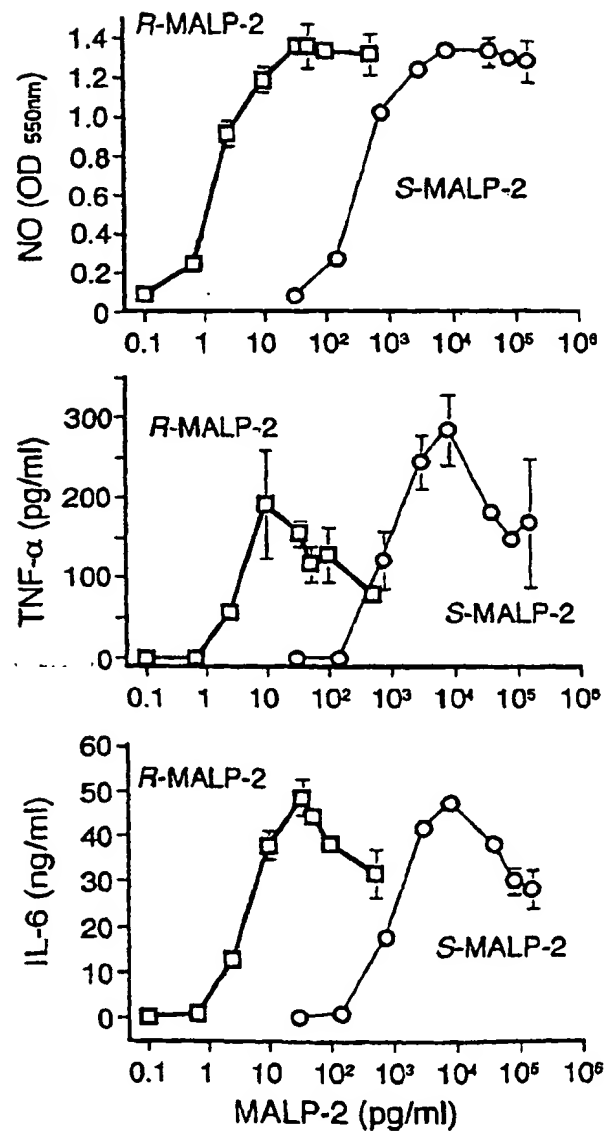 R-MALP-2
S-MALP-2
NO (OD 550nm)
1.4
1.2
1.0
0.8
0.6
0.4
0.2
0
0.1 1 10 10² 10³ 10⁴ 10⁵ 10⁶
R-MALP-2
S-MALP-2
TNF-α (pg/ml)
300
200
100
0
0.1 1 10 10² 10³ 10⁴ 10⁵ 10⁶
R-MALP-2
S-MALP-2
IL-6 (ng/ml)
60
50
40
30
20
10
0
0.1 1 10 10² 10³ 10⁴ 10⁵ 10⁶
MALP-2 (pg/ml)